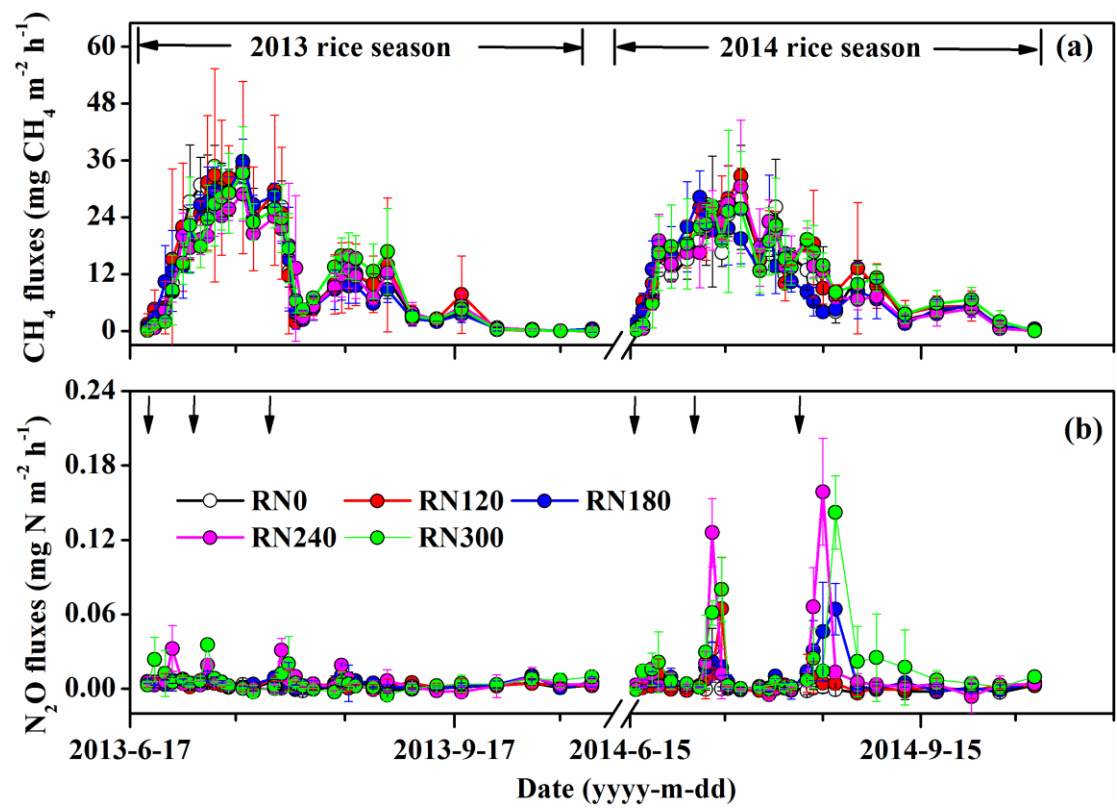 60
48
36
24
12
0
CH₄ fluxes (mg CH₄ m⁻² h⁻¹)
2013 rice season
2014 rice season
(a)
0.24
0.18
0.12
0.06
0.00
N₂O fluxes (mg N m⁻² h⁻¹)
(b)
RN0 RN120 RN180
RN240 RN300
2013-6-17 2013-9-17 2014-6-15 2014-9-15
Date (yyyy-m-dd)